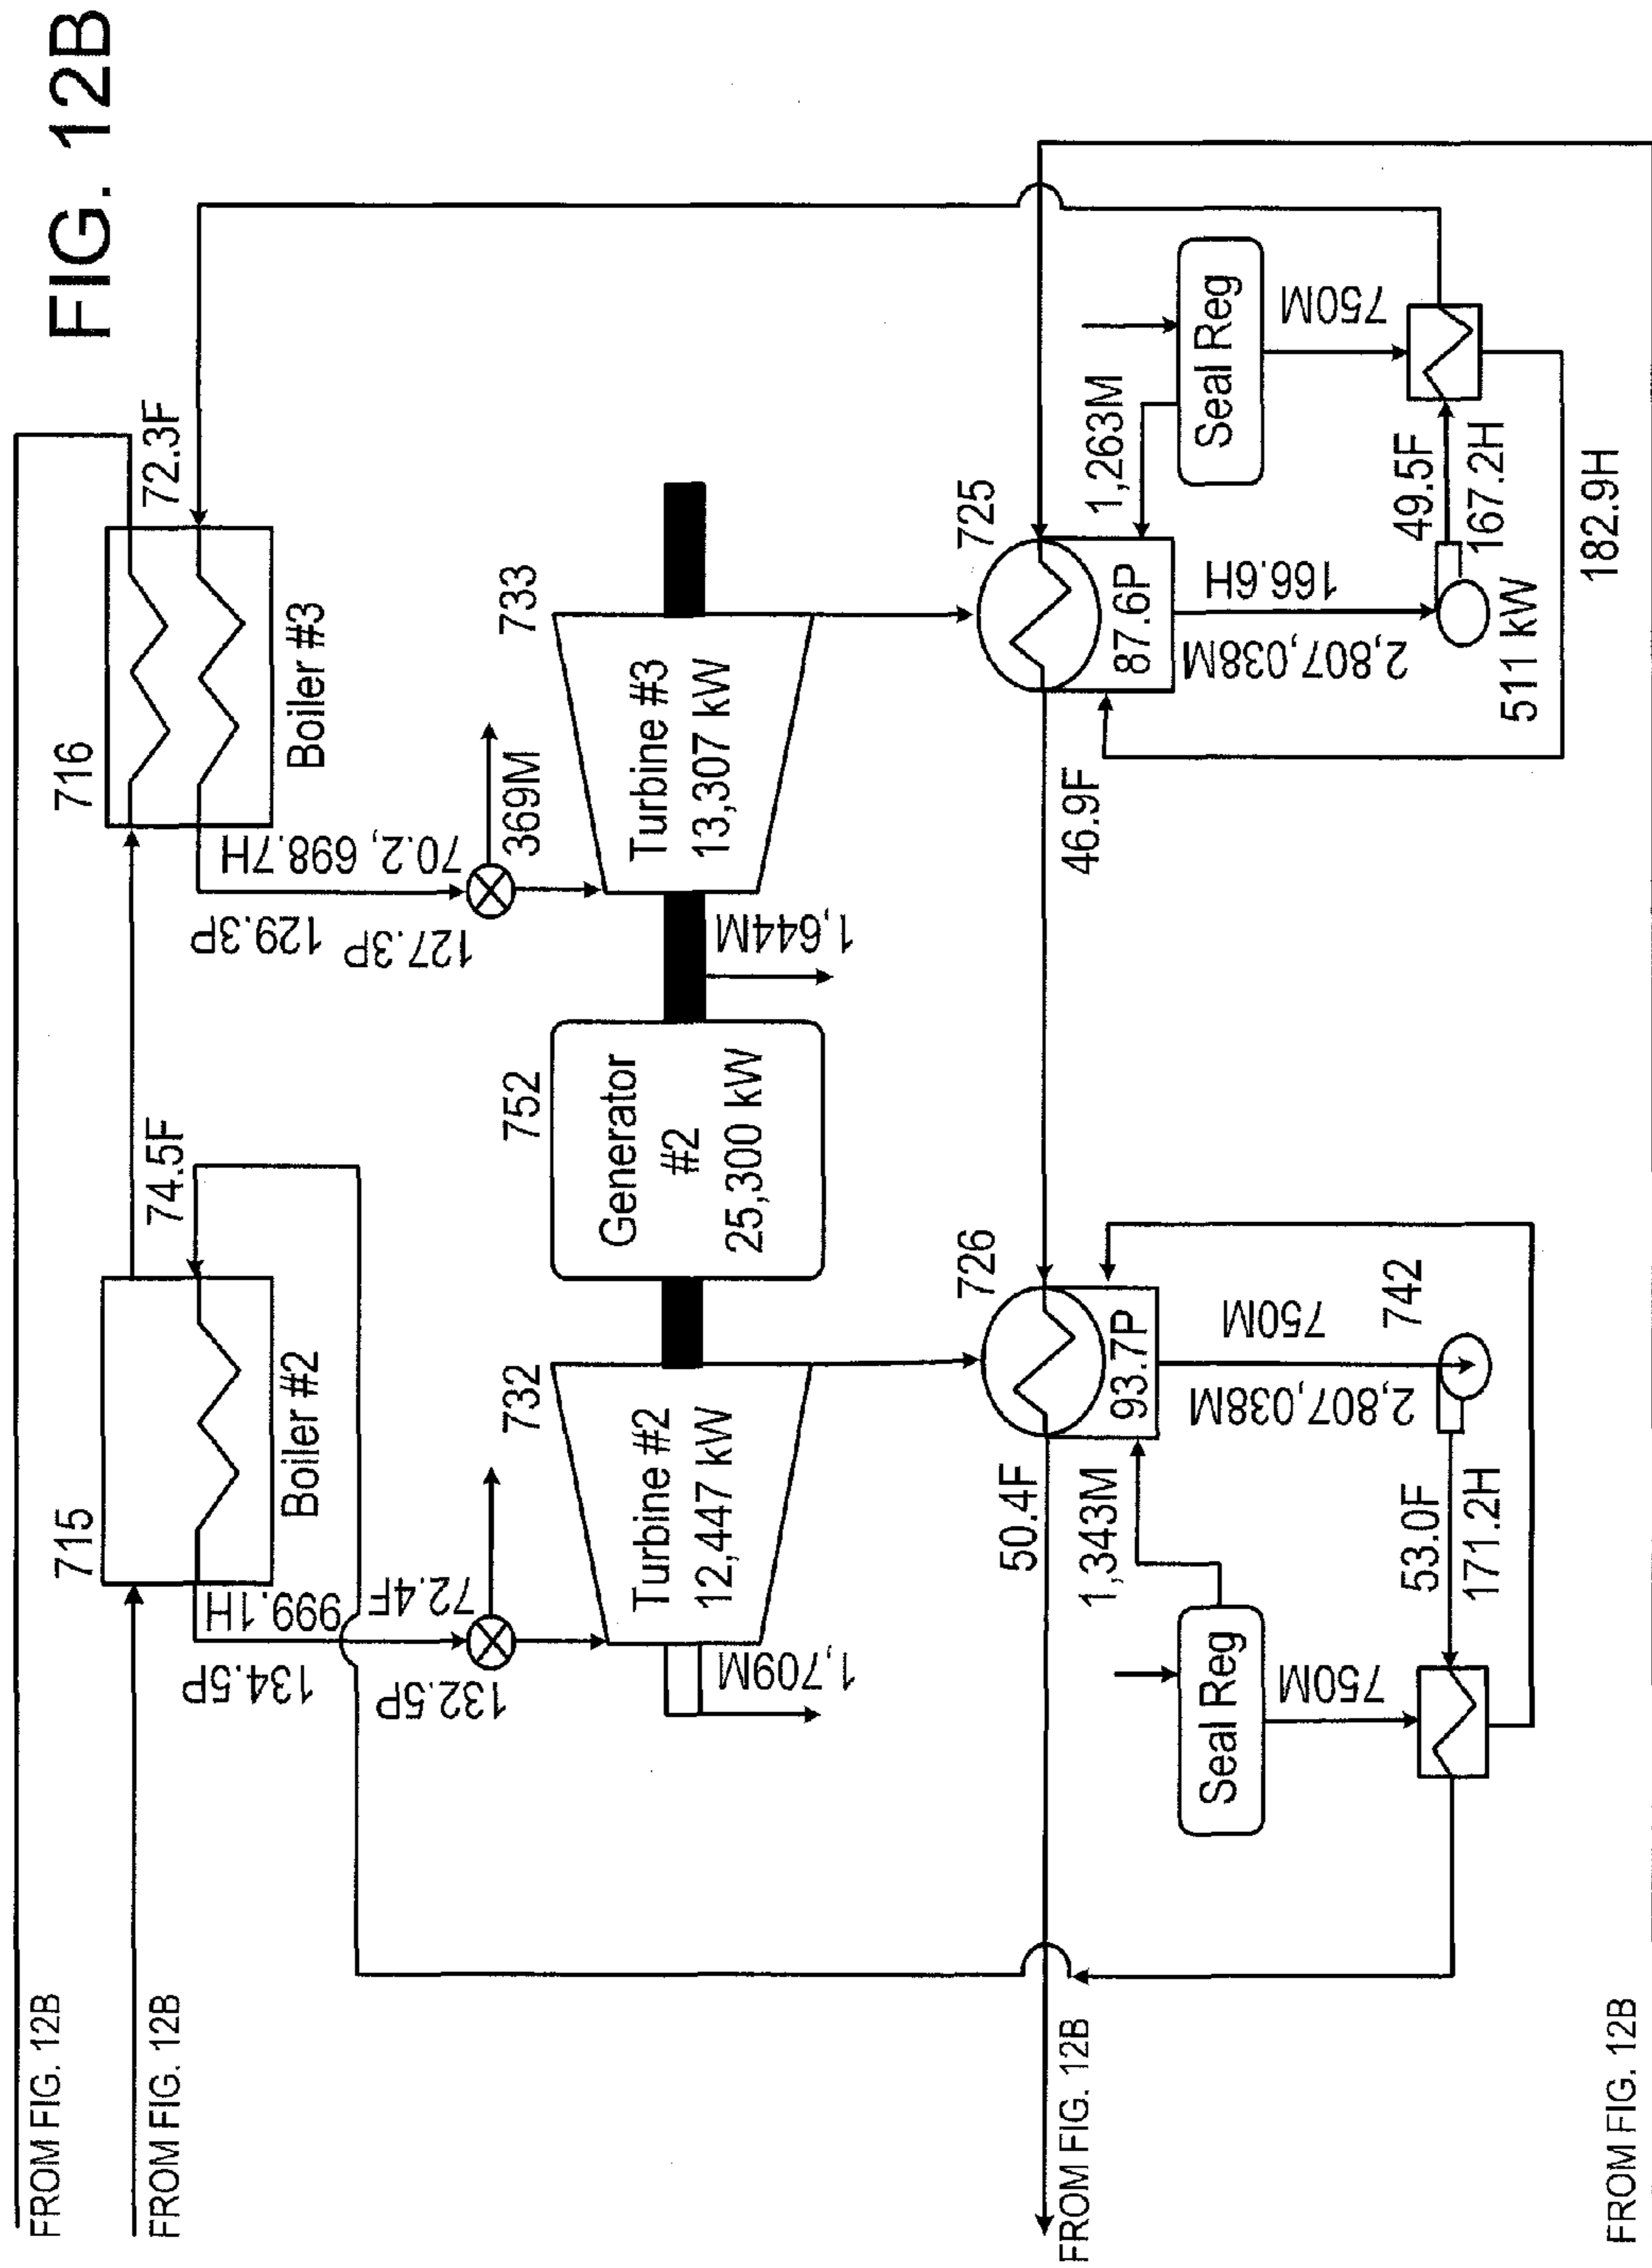 FIG. 12B
FROM FIG. 12B
FROM FIG. 12B
715
Boiler #2
74.5F
716
Boiler #3
72.3F
999.1H
72.4F
134.5P
132.5P
70.2, 698.7H
129.3P
127.3P
369M
732
Turbine #2
12,447 kW
1,709M
752
Generator
#2
25,300 kW
1,644M
733
Turbine #3
13,307 kW
726
93.7P
50.4F
46.9F
725
87.6P
FROM FIG. 12B
1,343M
Seal Reg
750M
750M
2,807,038M
742
53.0F
171.2H
1,263M
Seal Reg
750M
166.6H
2,807,038M
49.5F
167.2H
511 kW
182.9H
FROM FIG. 12B